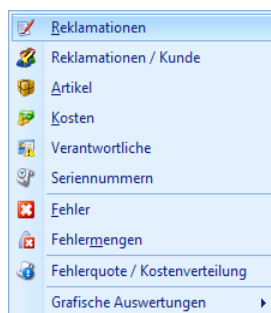 Reklamationen
Reklamationen / Kunde
Artikel
Kosten
Verantwortliche
Seriennummern
Fehler
Fehlermengen
Fehlerquote / Kostenverteilung
Grafische Auswertungen